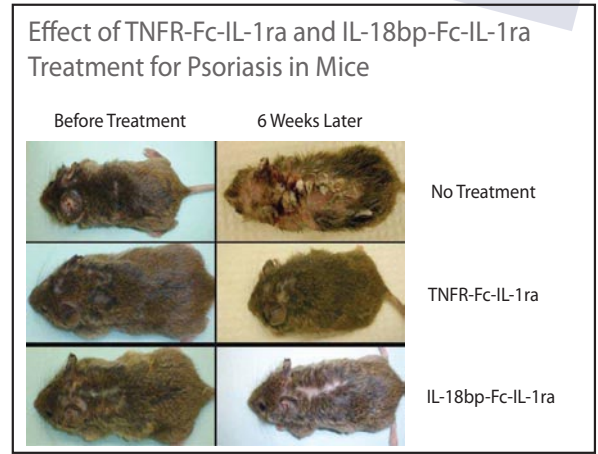 Effect of TNFR-Fc-IL-1ra and IL-18bp-Fc-IL-1ra
Treatment for Psoriasis in Mice
Before Treatment
6 Weeks Later
No Treatment
TNFR-Fc-IL-1ra
IL-18bp-Fc-IL-1ra